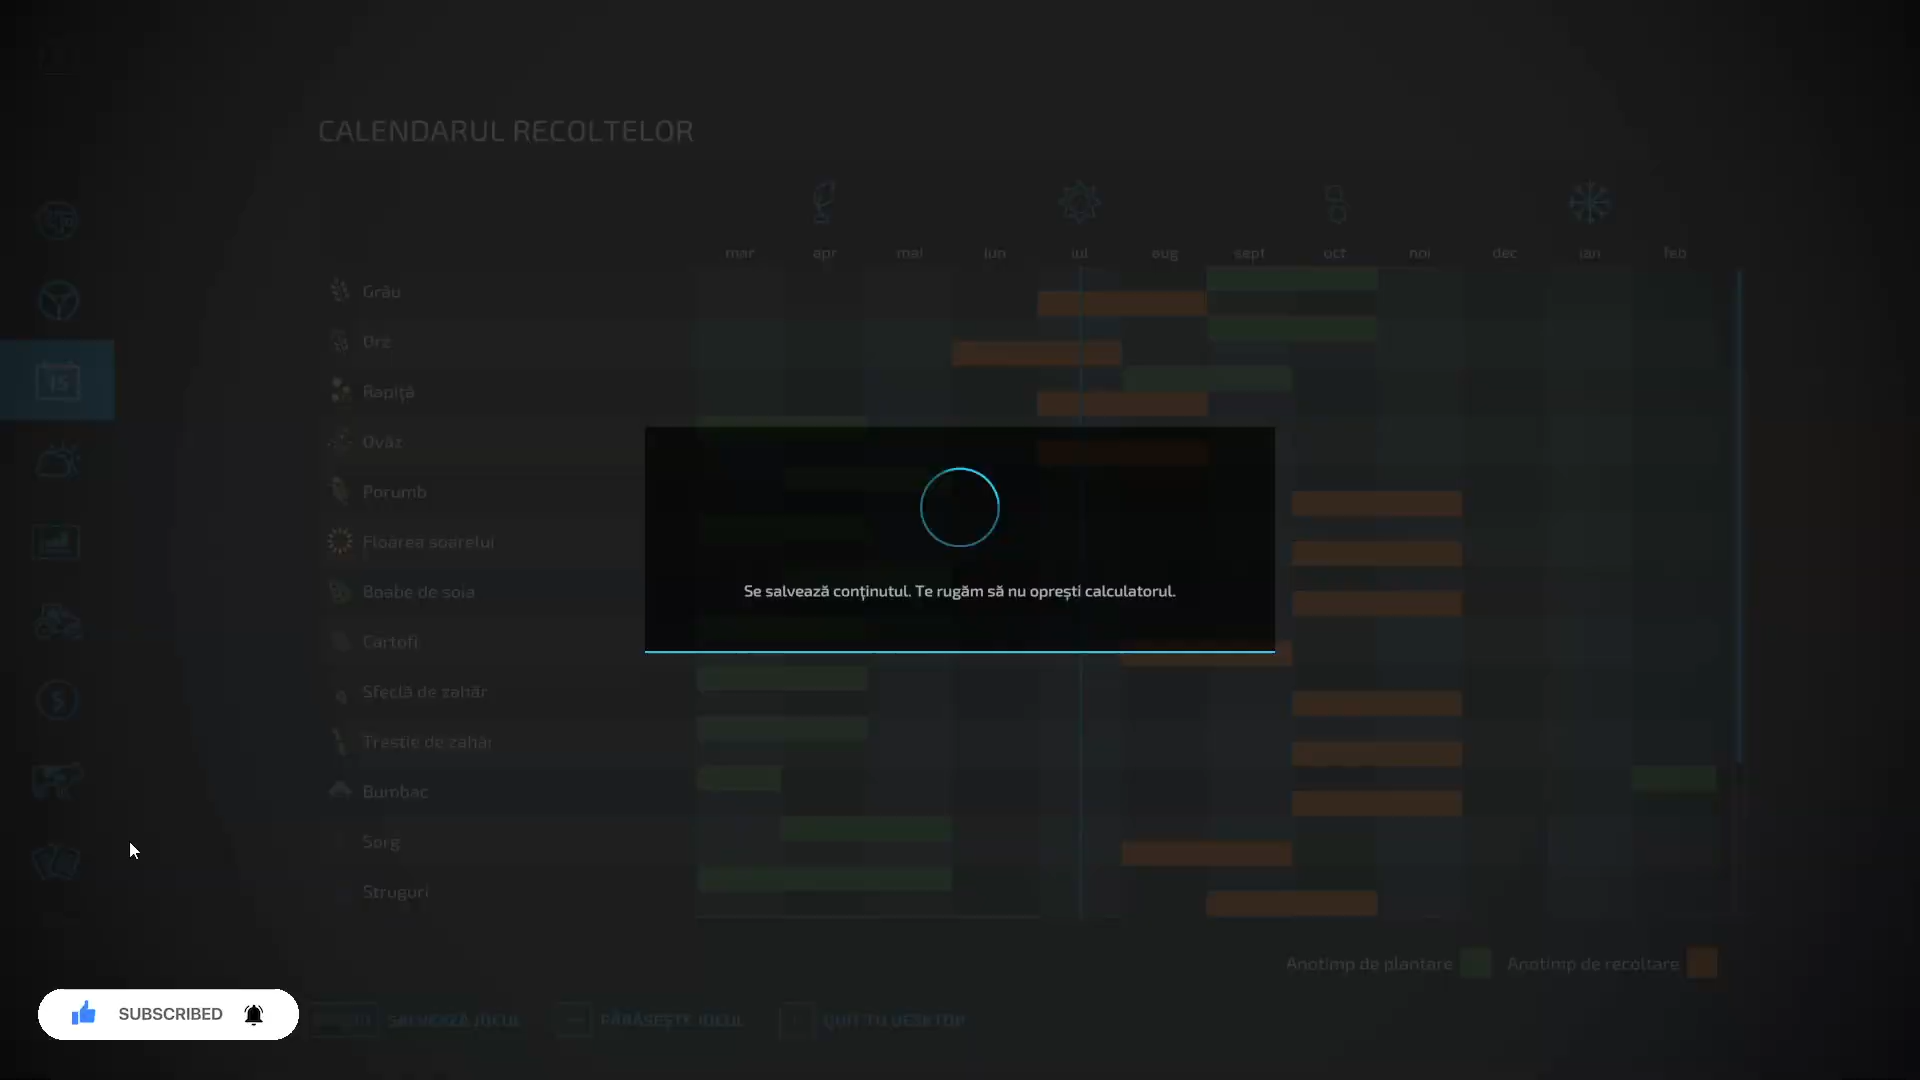 CALENDARUL RECOLTELOR
mar apr mai iun iul aug sept oct noi dec ian feb
Grâu
Orz
Rapiță
Ovăz
Porumb
Floarea soarelui
Boabe de soia
Cartofi
Sfeclă de zahăr
Trestie de zahăr
Bumbac
Sorg
Struguri
Se salvează conținutul. Te rugăm să nu oprești calculatorul.
Anotimp de plantare Anotimp de recoltare
SUBSCRIBED
SALVEAZĂ JOCUL PĂRĂSEȘTE JOCUL QUIT TO DESKTOP
15
$